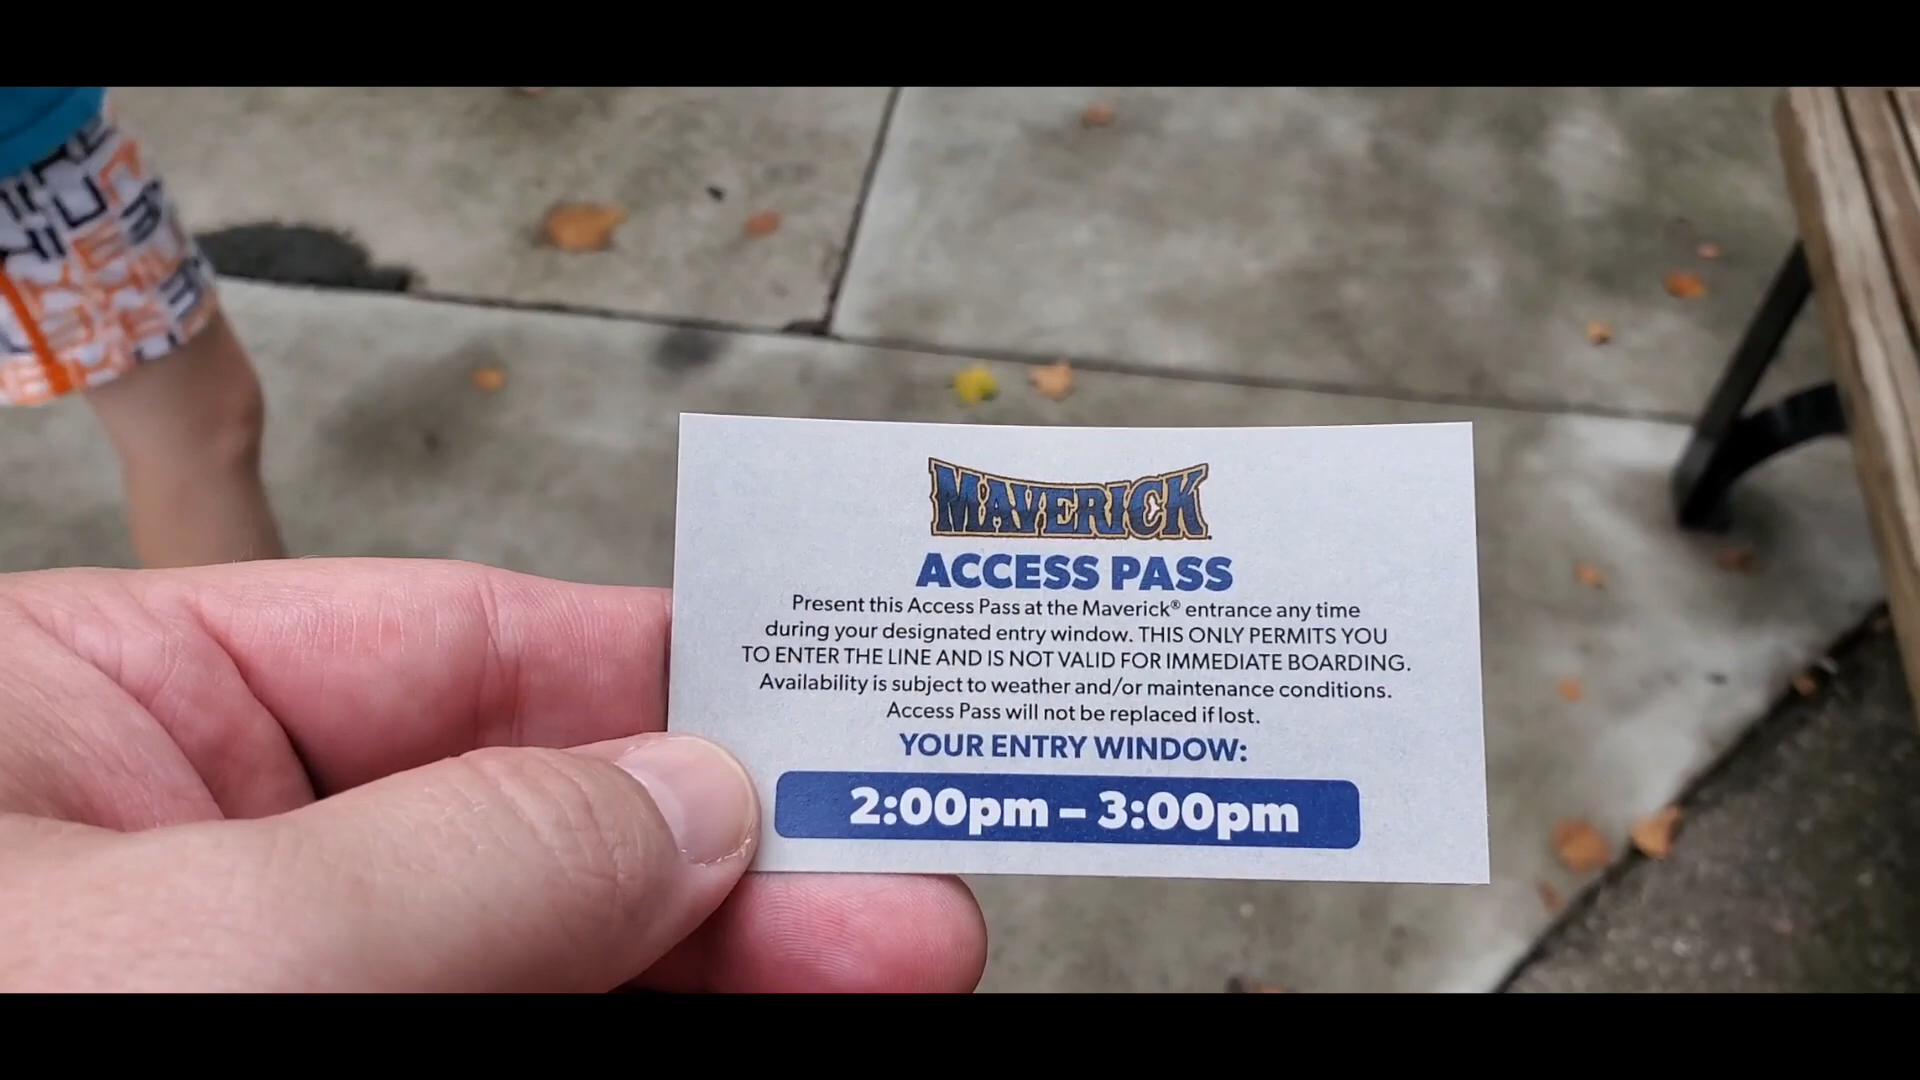 MAVERICK
ACCESS PASS
Present this Access Pass at the Maverick® entrance any time
during your designated entry window. THIS ONLY PERMITS YOU
TO ENTER THE LINE AND IS NOT VALID FOR IMMEDIATE BOARDING.
Availability is subject to weather and/or maintenance conditions.
Access Pass will not be replaced if lost.
YOUR ENTRY WINDOW:
2:00pm – 3:00pm